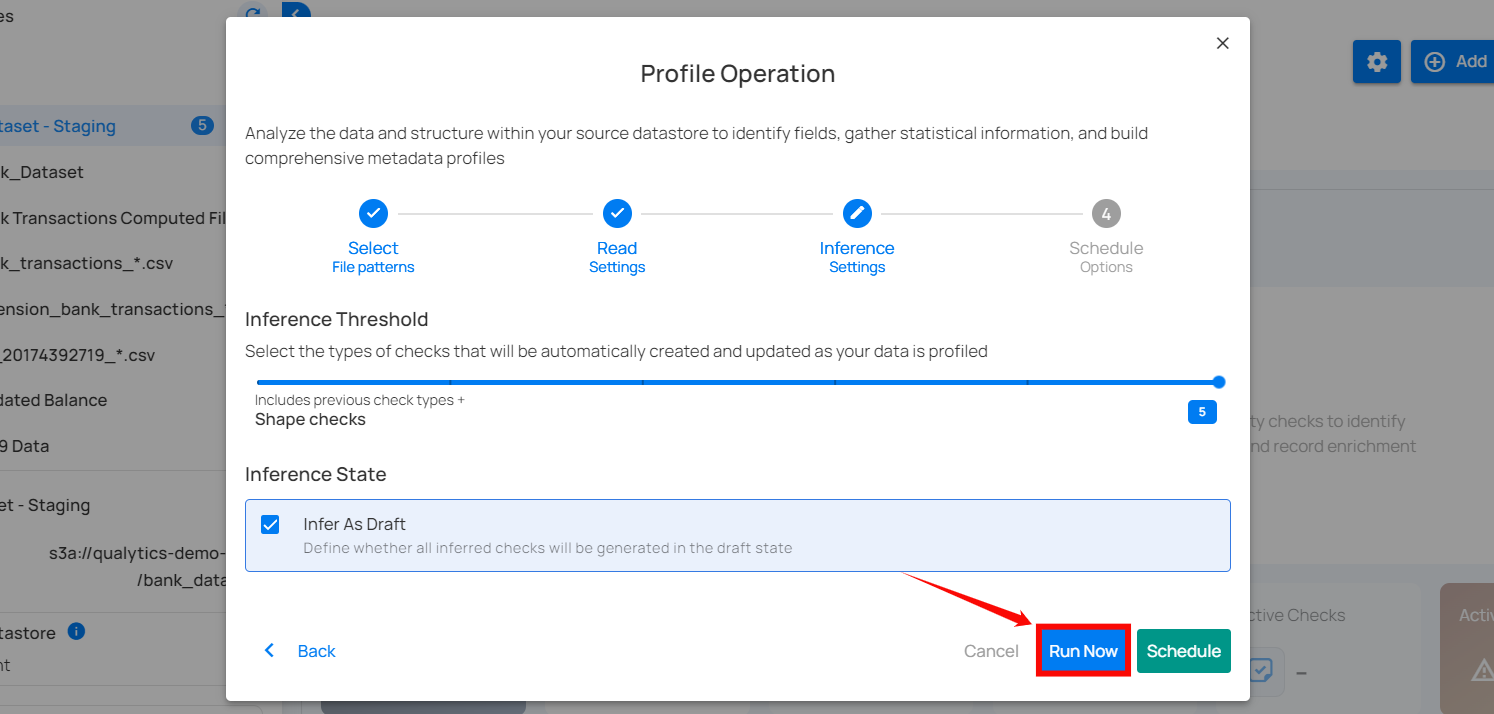 es
Add
taset - Staging
5
k_Dataset
k Transactions Computed Fil
k_transactions_*.csv
ension_bank_transactions_*
_20174392719_*.csv
dated Balance
9 Data
et - Staging
s3a://qualytics-demo-
/bank_data
tastore
nt
Profile Operation
Analyze the data and structure within your source datastore to identify fields, gather statistical information, and build
comprehensive metadata profiles
Select
File patterns
Read
Settings
Inference
Settings
4
Schedule
Options
Inference Threshold
Select the types of checks that will be automatically created and updated as your data is profiled
Includes previous check types +
Shape checks
5
Inference State
Infer As Draft
Define whether all inferred checks will be generated in the draft state
Back
Cancel
Run Now
Schedule
ty checks to identify
nd record enrichment
ctive Checks
–
Activ